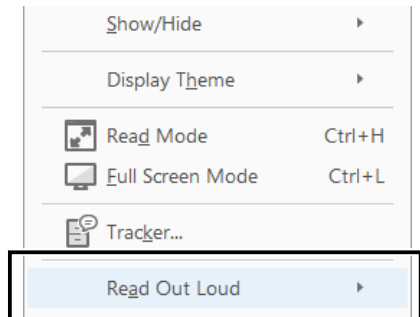 Show/Hide
Display Theme
Read Mode Ctrl+H
Full Screen Mode Ctrl+L
Tracker...
Read Out Loud